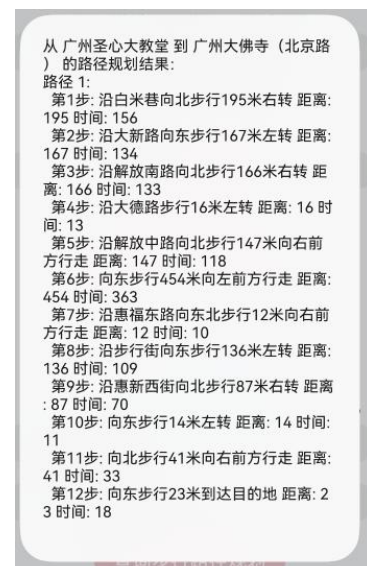 从 广州圣心大教堂 到 广州大佛寺（北京路
） 的路径规划结果:
路径 1:
第1步: 沿白米巷向北步行195米右转 距离:
195 时间: 156
第2步: 沿大新路向东步行167米左转 距离:
167 时间: 134
第3步: 沿解放南路向北步行166米右转 距
离: 166 时间: 133
第4步: 沿大德路步行16米左转 距离: 16 时
间: 13
第5步: 沿解放中路向北步行147米向右前
方行走 距离: 147 时间: 118
第6步: 向东步行454米向左前方行走 距离:
454 时间: 363
第7步: 沿惠福东路向东北步行12米向右前
方行走 距离: 12 时间: 10
第8步: 沿步行街向东步行136米左转 距离:
136 时间: 109
第9步: 沿惠新西街向北步行87米右转 距离
: 87 时间: 70
第10步: 向东步行14米左转 距离: 14 时间:
11
第11步: 向北步行41米向右前方行走 距离:
41 时间: 33
第12步: 向东步行23米到达目的地 距离: 2
3 时间: 18